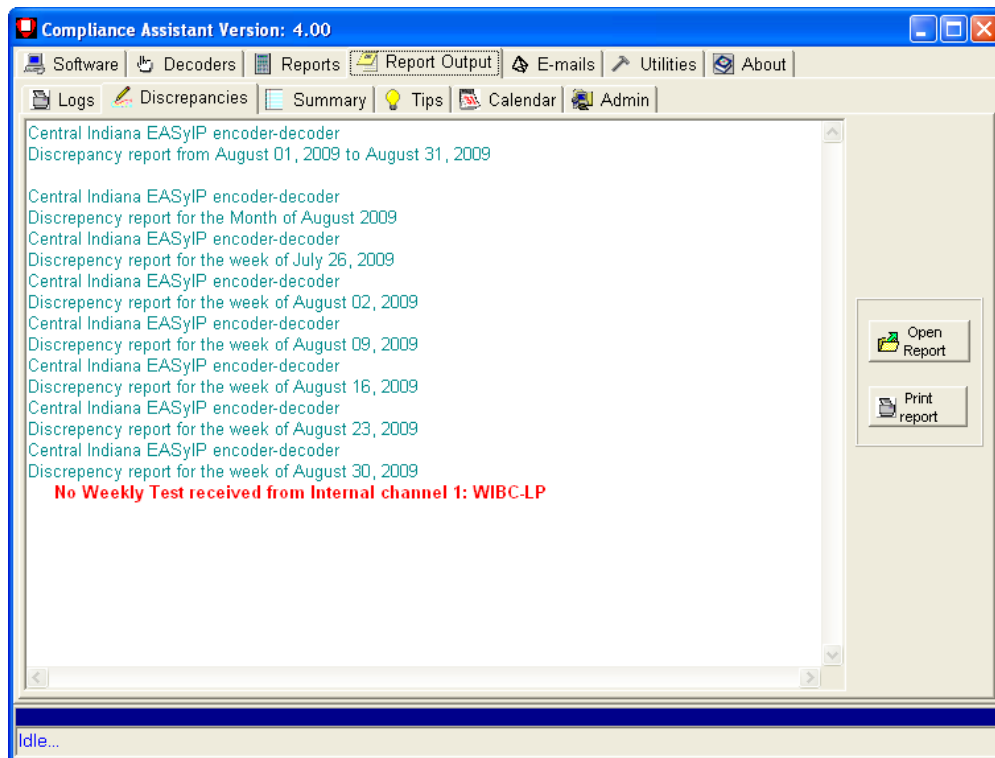 Compliance Assistant Version: 4.00
Software Decoders Reports Report Output E-mails Utilities About
Logs Discrepancies Summary Tips Calendar Admin
Central Indiana EASyIP encoder-decoder
Discrepancy report from August 01, 2009 to August 31, 2009
Central Indiana EASyIP encoder-decoder
Discrepency report for the Month of August 2009
Central Indiana EASyIP encoder-decoder
Discrepency report for the week of July 26, 2009
Central Indiana EASyIP encoder-decoder
Discrepency report for the week of August 02, 2009
Central Indiana EASyIP encoder-decoder
Discrepency report for the week of August 09, 2009
Central Indiana EASyIP encoder-decoder
Discrepency report for the week of August 16, 2009
Central Indiana EASyIP encoder-decoder
Discrepency report for the week of August 23, 2009
Central Indiana EASyIP encoder-decoder
Discrepency report for the week of August 30, 2009
No Weekly Test received from Internal channel 1: WIBC-LP
Open
Report
Print
report
Idle...